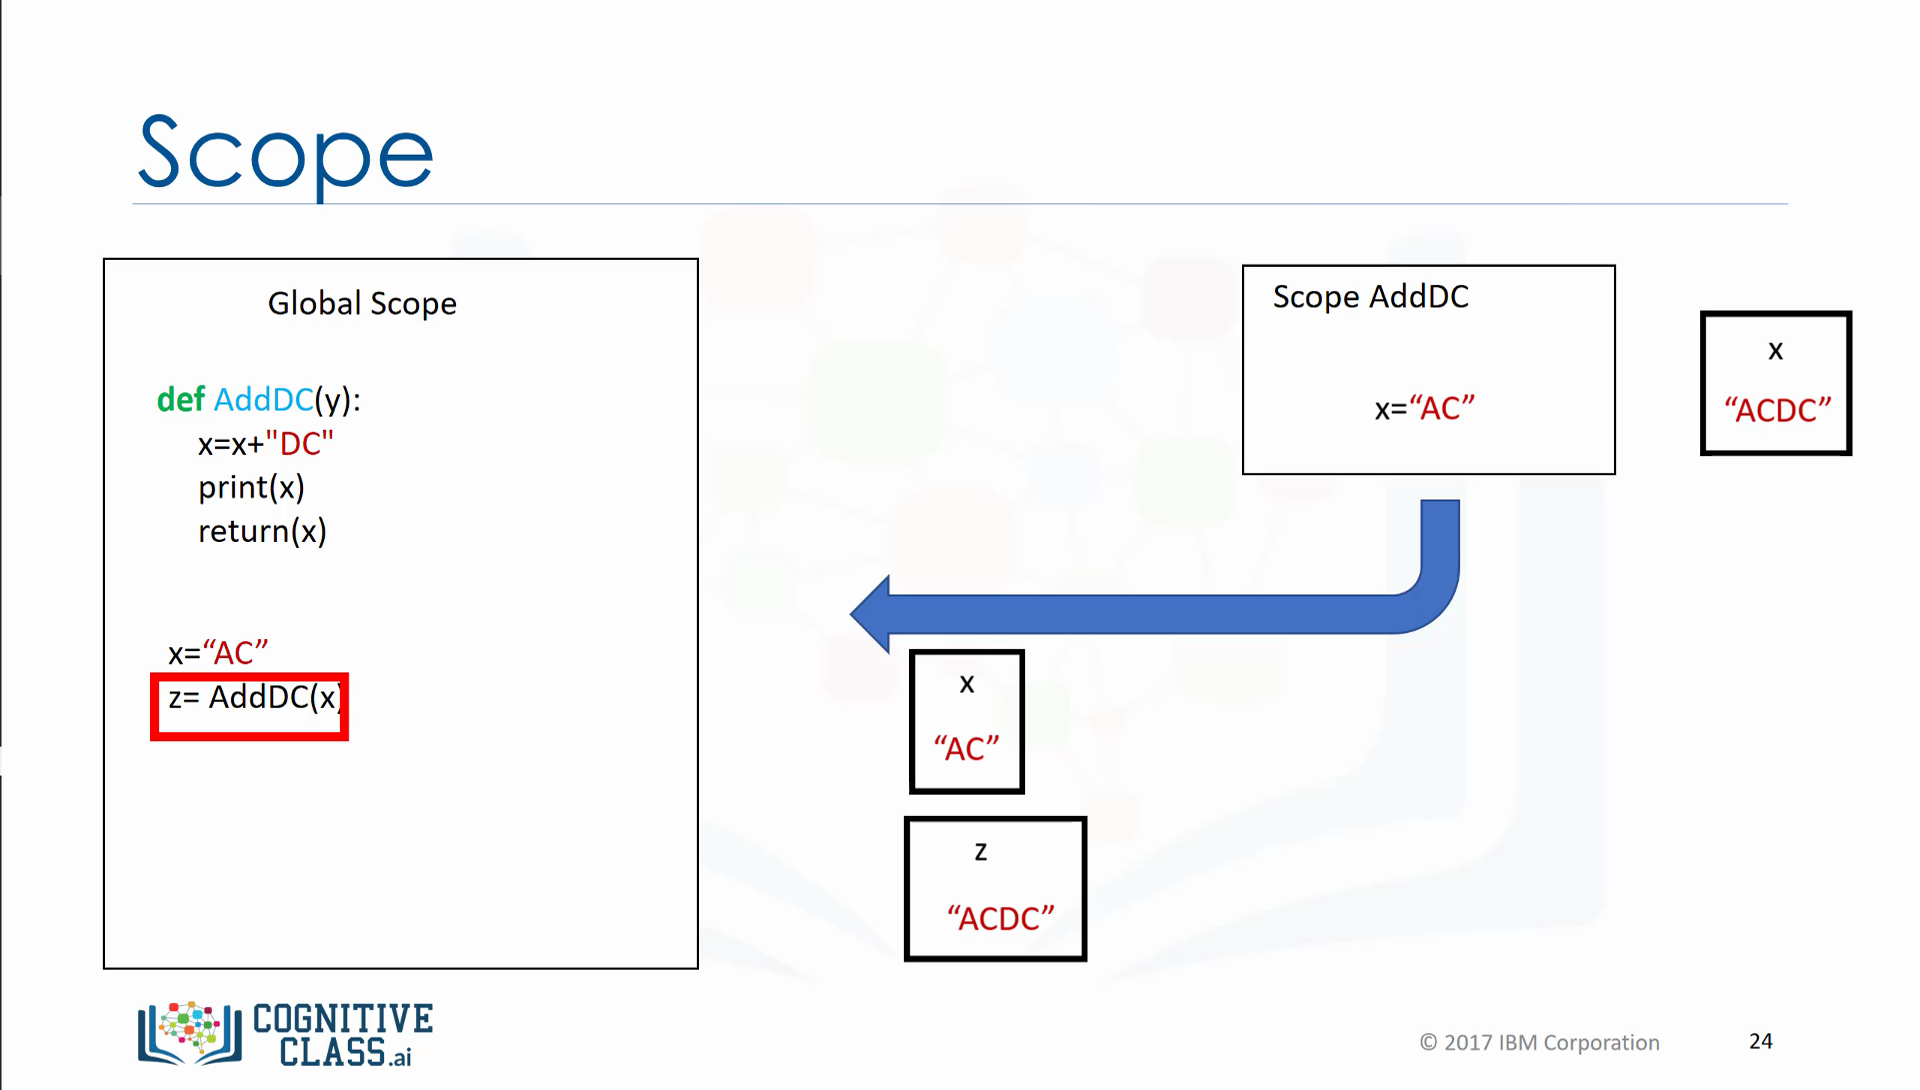 Scope
Global Scope
def AddDC(y):
x=x+"DC"
print(x)
return(x)
x=“AC”
z= AddDC(x)
Scope AddDC
x=“AC”
x
“ACDC”
x
“AC”
z
“ACDC”
COGNITIVE
CLASS.ai
© 2017 IBM Corporation
24